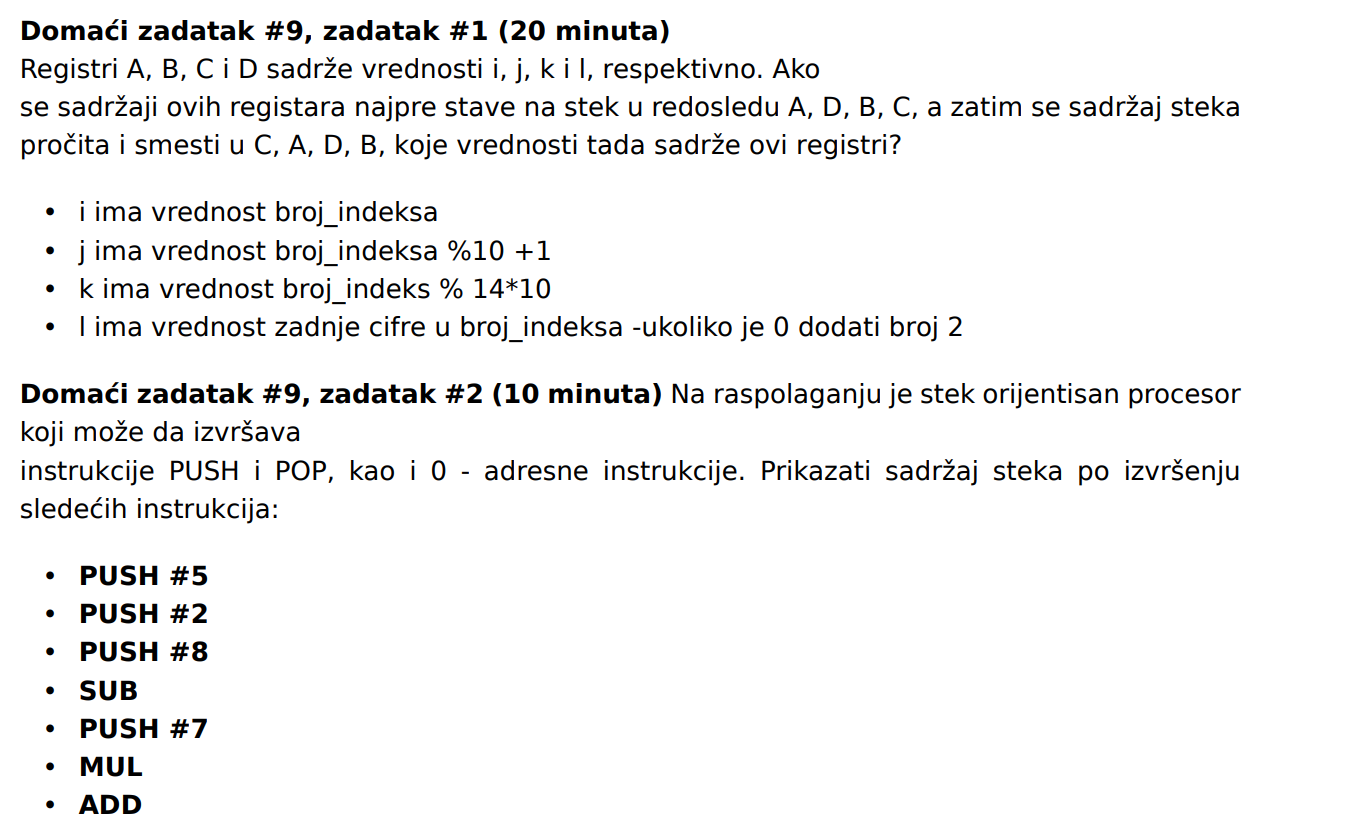 Domaći zadatak #9, zadatak #1 (20 minuta)
Registri A, B, C i D sadrže vrednosti i, j, k i l, respektivno. Ako
se sadržaji ovih registara najpre stave na stek u redosledu A, D, B, C, a zatim se sadržaj steka
pročita i smesti u C, A, D, B, koje vrednosti tada sadrže ovi registri?
• i ima vrednost broj_indeksa
• j ima vrednost broj_indeksa %10 +1
• k ima vrednost broj_indeks % 14*10
• l ima vrednost zadnje cifre u broj_indeksa -ukoliko je 0 dodati broj 2
Domaći zadatak #9, zadatak #2 (10 minuta) Na raspolaganju je stek orijentisan procesor
koji može da izvršava
instrukcije PUSH i POP, kao i 0 - adresne instrukcije. Prikazati sadržaj steka po izvršenju
sledećih instrukcija:
• PUSH #5
• PUSH #2
• PUSH #8
• SUB
• PUSH #7
• MUL
• ADD